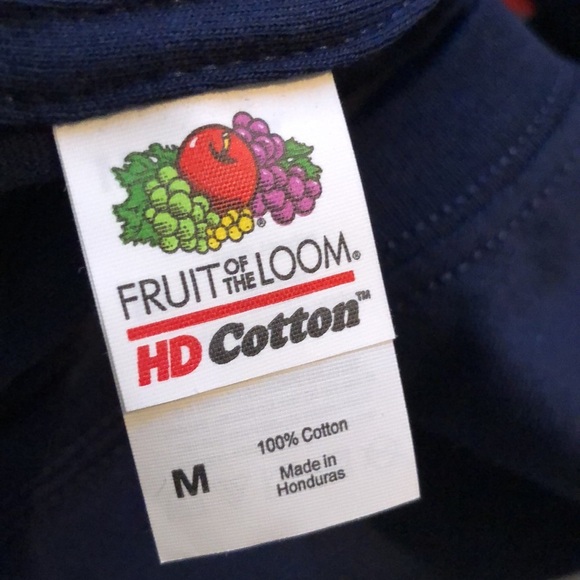 FRUIT OF THE LOOM®
HD Cotton™
M
100% Cotton
Made in
Honduras